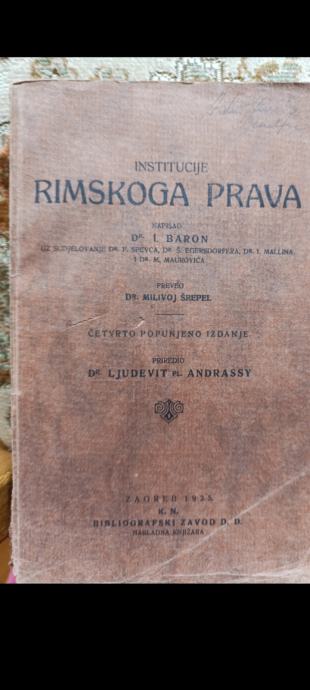 INSTITUCIJE
RIMSKOGA PRAVA
NAPISAO
DR. I. BARON
UZ SUDJELOVANJE DR. F. SPEVCA, DR. Š. EGERSDORFERA, DR. I. MALLINA,
I DR. M. MAUROVIĆA
PREVEO
DR. MILIVOJ ŠREPEL
ČETVRTO POPUNJENO IZDANJE
PRIREDIO
DR. LJUDEVIT PL. ANDRASSY
ZAGREB 1925
K. N.
BIBLIOGRAFSKI ZAVOD D. D.
NAKLADNA KNJIŽARA